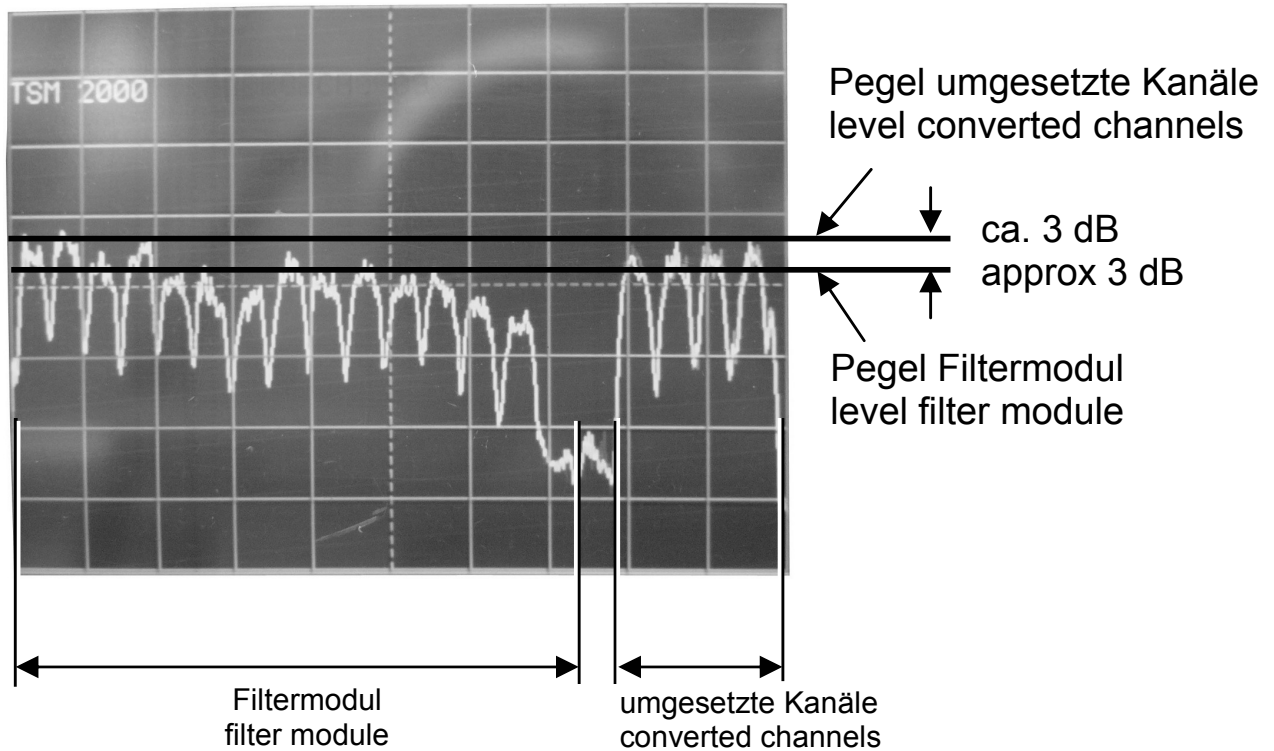 TSM 2000
Pegel umgesetzte Kanäle
level converted channels
ca. 3 dB
approx 3 dB
Pegel Filtermodul
level filter module
Filtermodul
filter module
umgesetzte Kanäle
converted channels